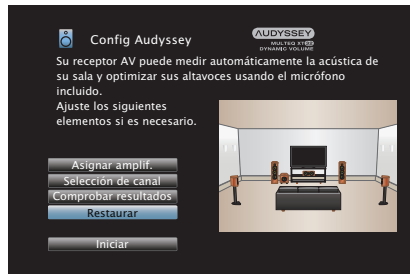 Config Audyssey
AUDYSSEY
MULTEQ XT32
DYNAMIC VOLUME
Su receptor AV puede medir automáticamente la acústica de
su sala y optimizar sus altavoces usando el micrófono
incluido.
Ajuste los siguientes
elementos si es necesario.
Asignar amplif.
Selección de canal
Comprobar resultados
Restaurar
Iniciar